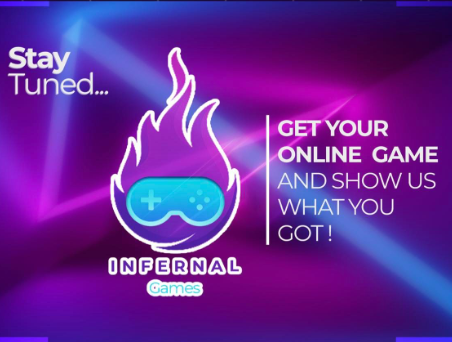 Stay
Tuned...
GET YOUR
ONLINE GAME
AND SHOW US
WHAT YOU
GOT!
INFERNAL
Games